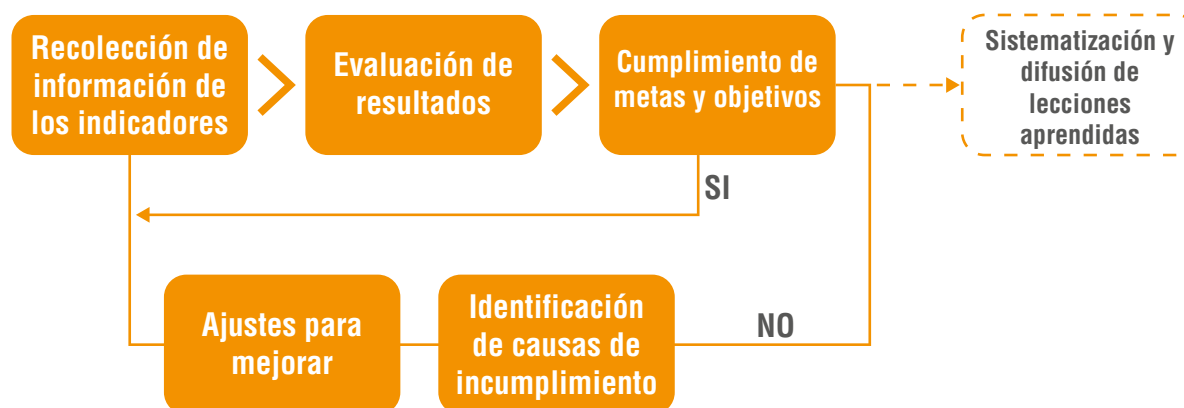 Recolección de
información de
los indicadores
Evaluación de
resultados
Cumplimiento de
metas y objetivos
Sistematización y
difusión de
lecciones
aprendidas
SI
Ajustes para
mejorar
Identificación
de causas de
incumplimiento
NO